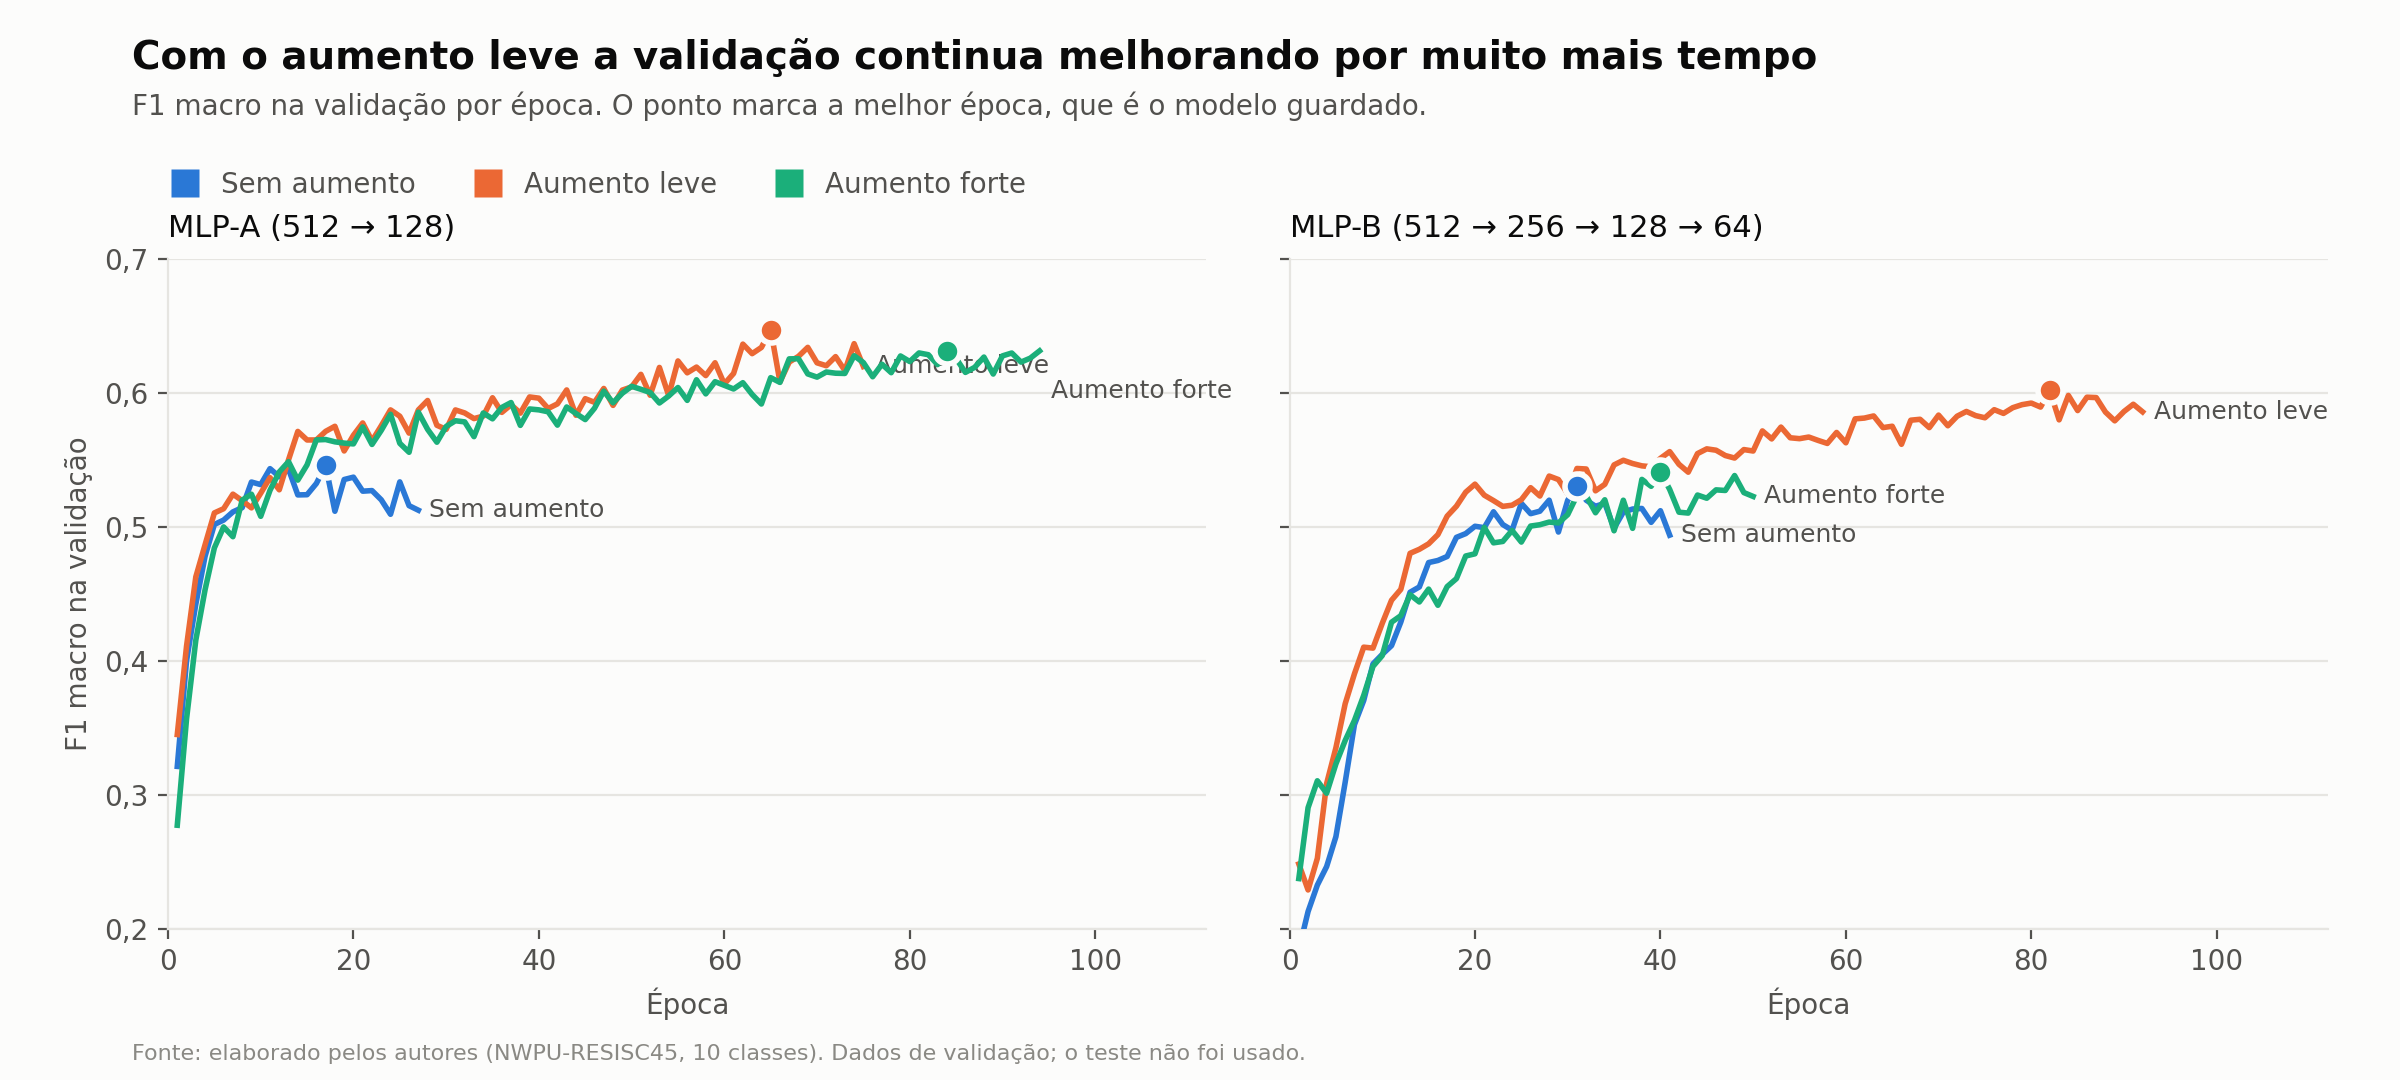 Com o aumento leve a validação continua melhorando por muito mais tempo
F1 macro na validação por época. O ponto marca a melhor época, que é o modelo guardado.
Sem aumento
Aumento leve
Aumento forte
MLP-A (512 → 128)
0,7
0,6
0,5
0,4
0,3
0,2
F1 macro na validação
Aumento leve
Aumento forte
Sem aumento
0 20 40 60 80 100
Época
MLP-B (512 → 256 → 128 → 64)
Aumento leve
Aumento forte
Sem aumento
0 20 40 60 80 100
Época
Fonte: elaborado pelos autores (NWPU-RESISC45, 10 classes). Dados de validação; o teste não foi usado.